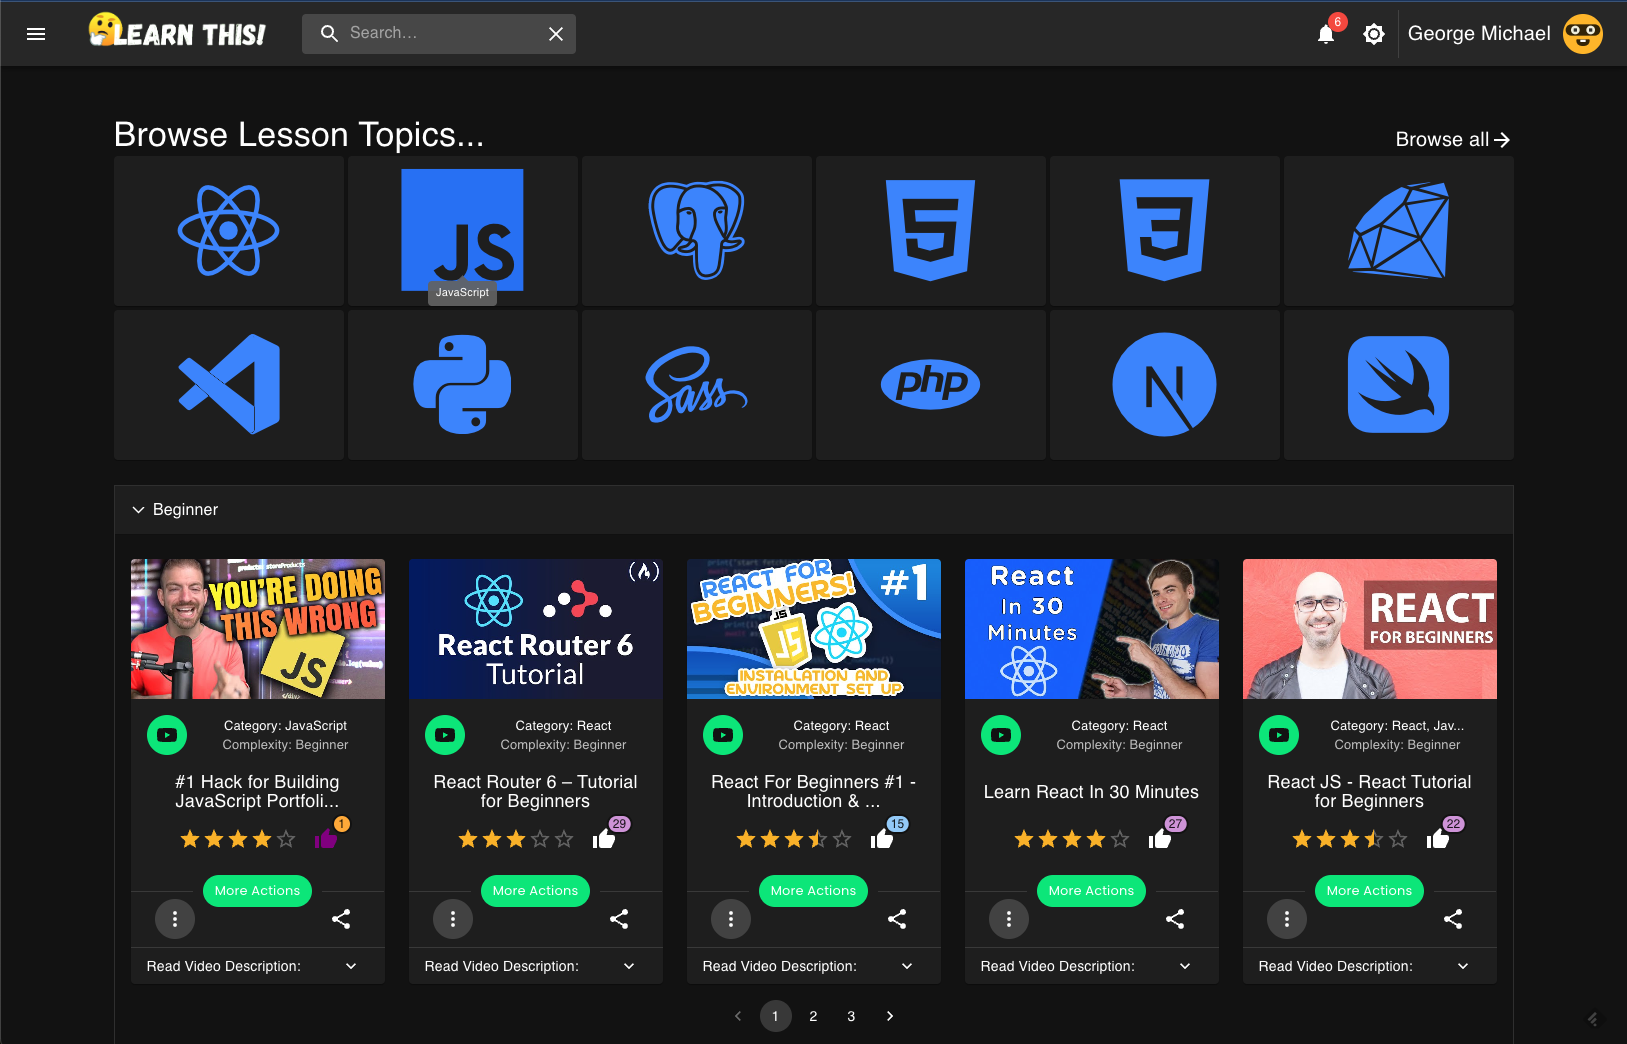 LEARN THIS!
Search...
6
George Michael
Browse Lesson Topics...
Browse all
JS
JavaScript
5
3
Sass
php
N
Beginner
YOU'RE DOING
THIS WRONG
JS
React Router 6
Tutorial
REACT FOR
BEGINNERS!
#1
JS
INSTALLATION AND
ENVIRONMENT SET UP
React
In 30
Minutes
REACT
FOR BEGINNERS
Category: JavaScript
Complexity: Beginner
#1 Hack for Building
JavaScript Portfoli...
1
More Actions
Read Video Description:
Category: React
Complexity: Beginner
React Router 6 – Tutorial
for Beginners
29
More Actions
Read Video Description:
Category: React
Complexity: Beginner
React For Beginners #1 -
Introduction & ...
15
More Actions
Read Video Description:
Category: React
Complexity: Beginner
Learn React In 30 Minutes
27
More Actions
Read Video Description:
Category: React, Jav...
Complexity: Beginner
React JS - React Tutorial
for Beginners
22
More Actions
Read Video Description:
1 2 3